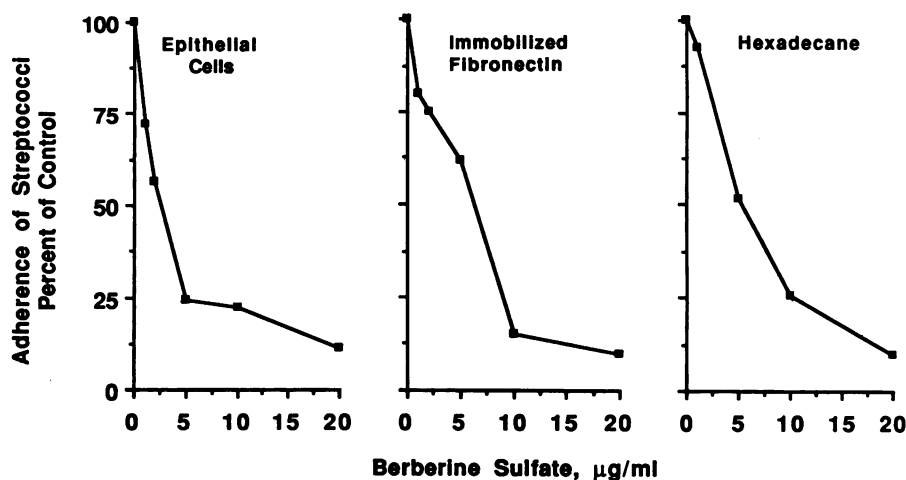 Adherence of Streptococci
Percent of Control
100
75
50
25
0
Epithelial
Cells
0 5 10 15 20
Immobilized
Fibronectin
0 5 10 15 20
Hexadecane
0 5 10 15 20
Berberine Sulfate, μg/ml